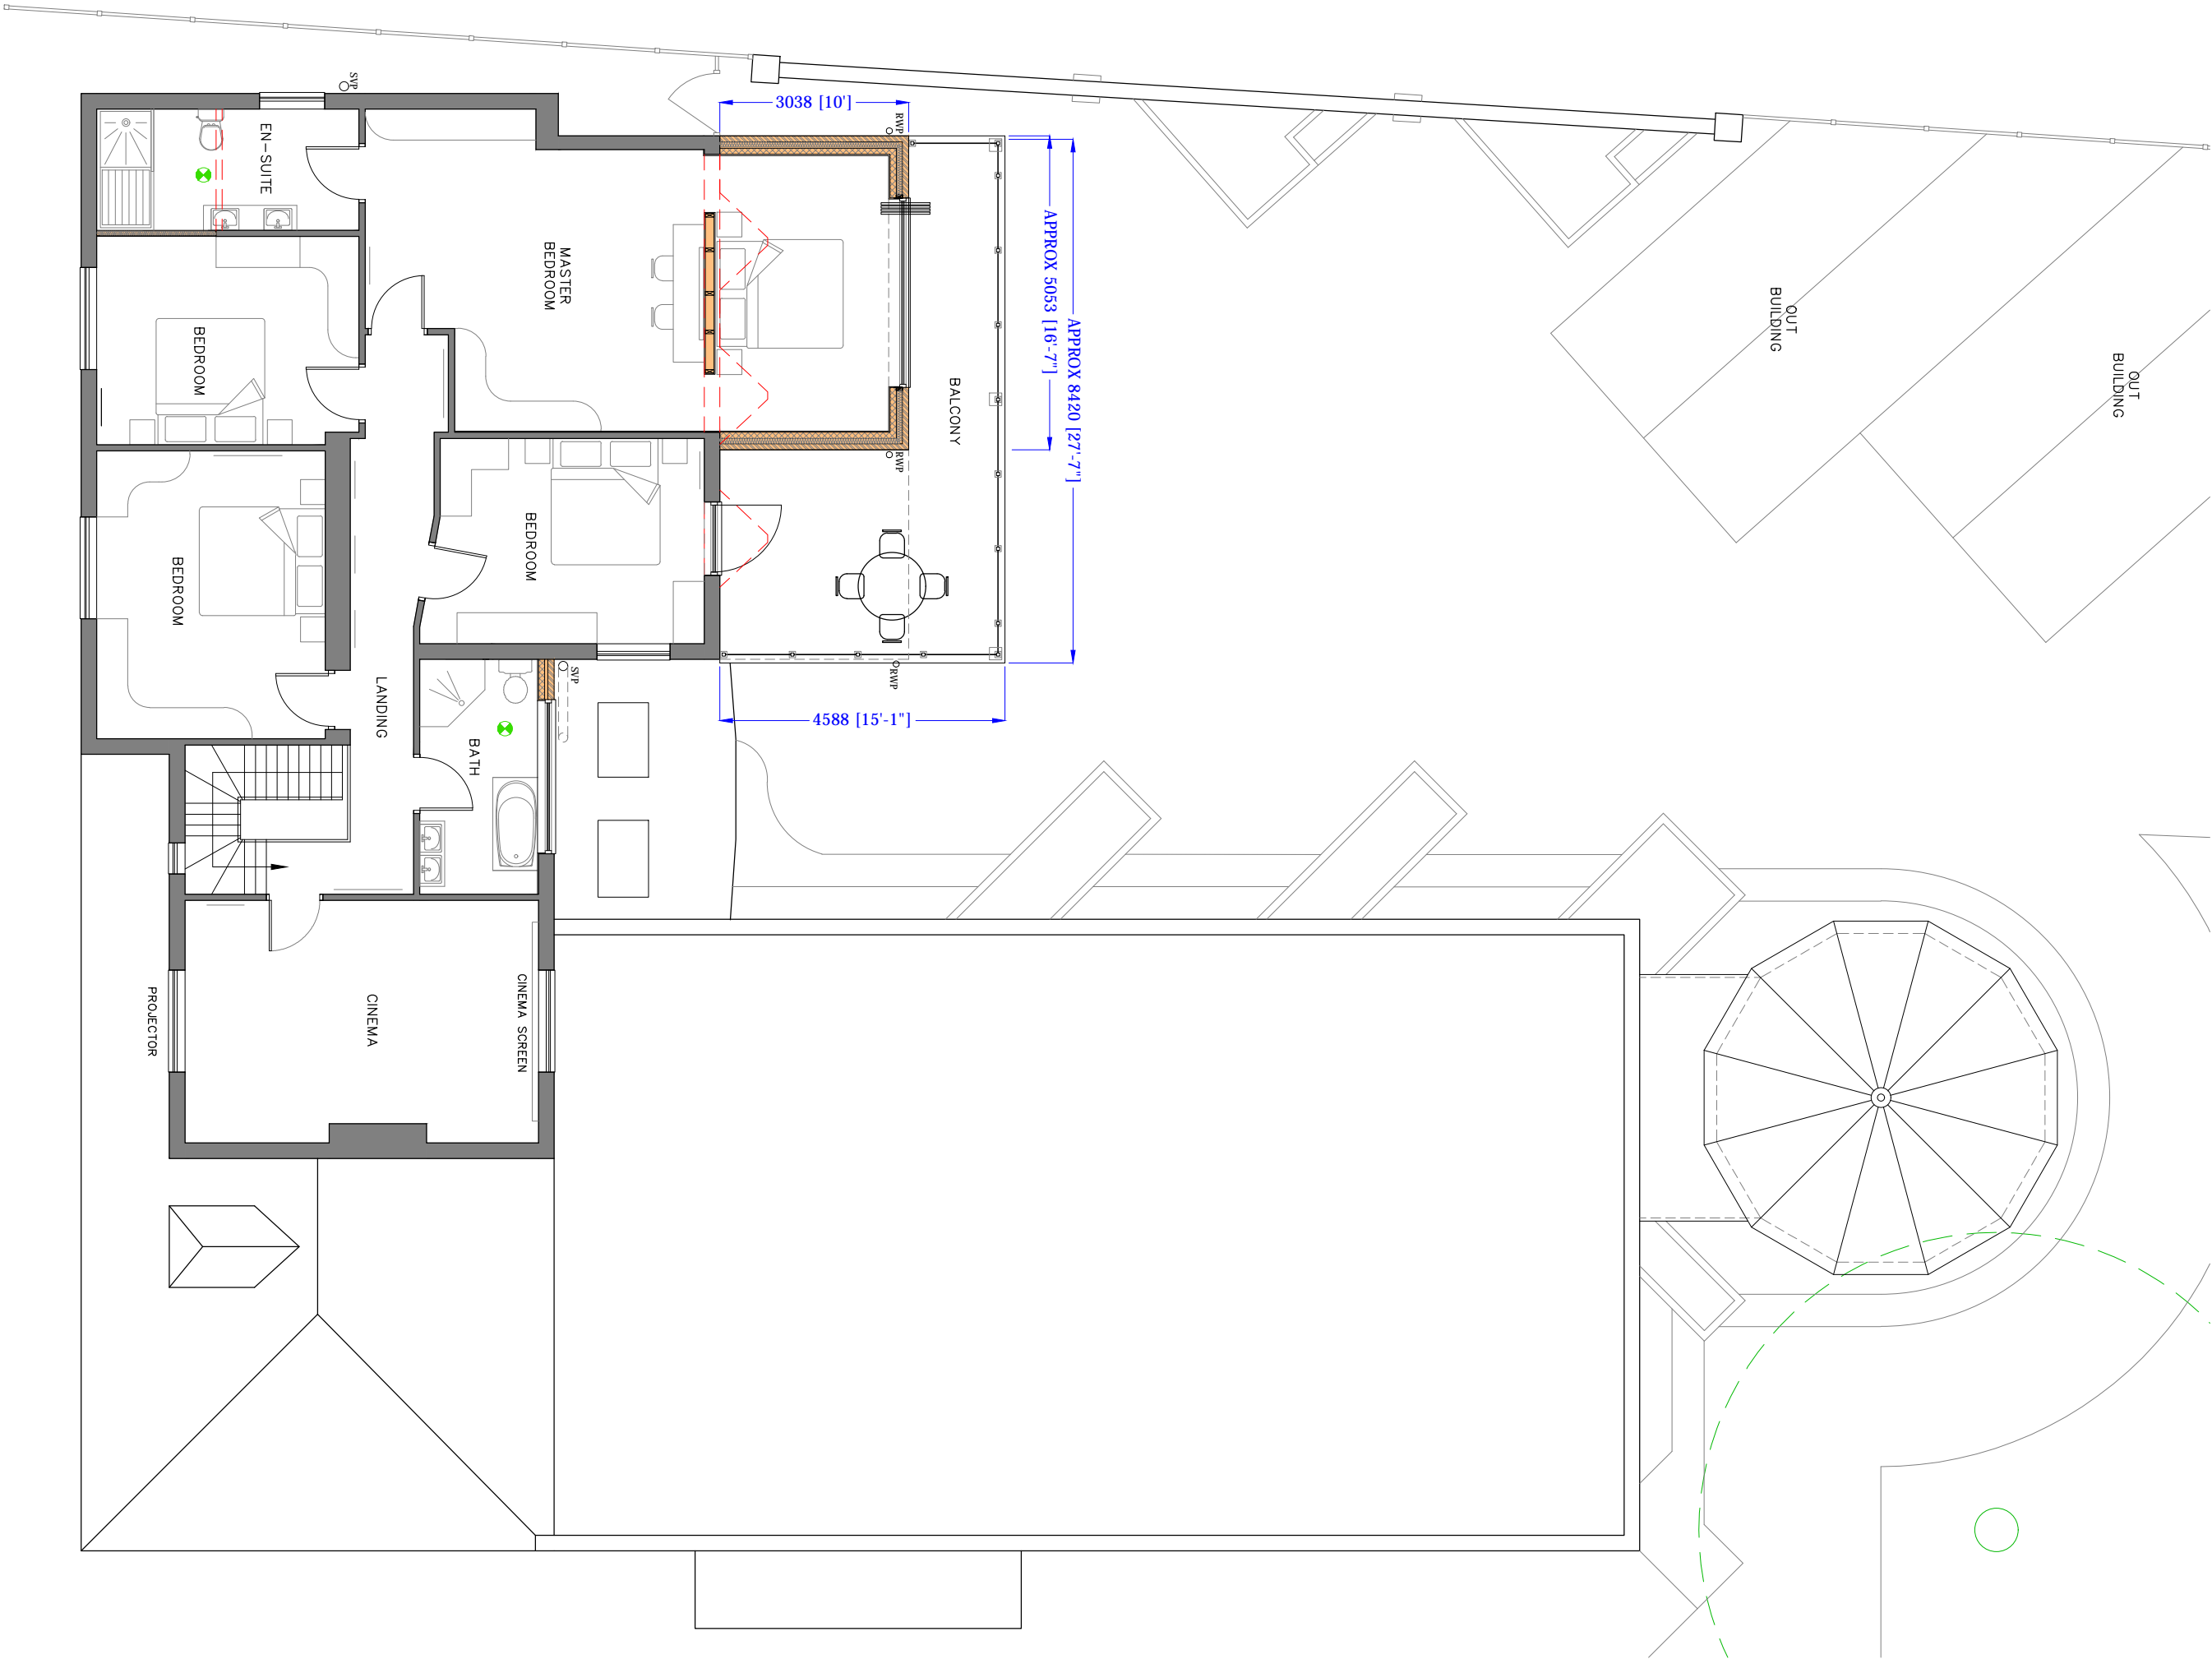 SVP
EN-SUITE
3038 [10']
RWP
APPROX 5053 [16'-7"]
APPROX 8420 [27'-7"]
MASTER
BEDROOM
BEDROOM
BALCONY
RWP
OUT
BUILDING
OUT
BUILDING
BEDROOM
BEDROOM
LANDING
SVP
RWP
4588 [15'-1"]
BATH
PROJECTOR
CINEMA
CINEMA SCREEN